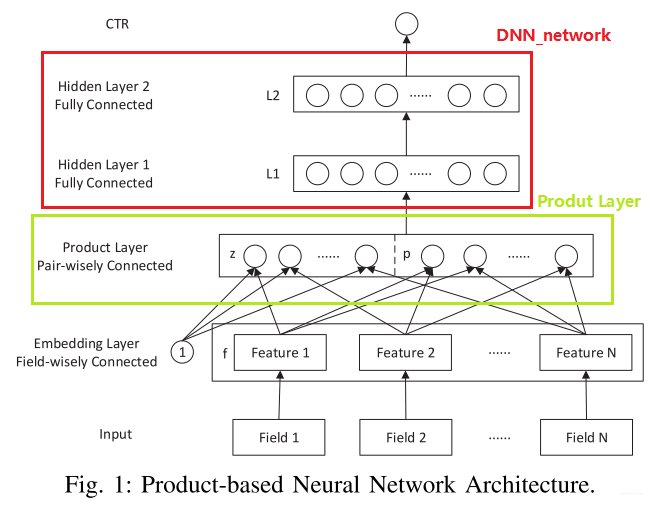 CTR
DNN_network
Hidden Layer 2
Fully Connected
L2 ......
Hidden Layer 1
Fully Connected
L1 ......
Produt Layer
Product Layer
Pair-wisely Connected
z ...... p ......
Embedding Layer
Field-wisely Connected
1
f Feature 1 Feature 2 ...... Feature N
Input
Field 1 Field 2 ...... Field N
Fig. 1: Product-based Neural Network Architecture.